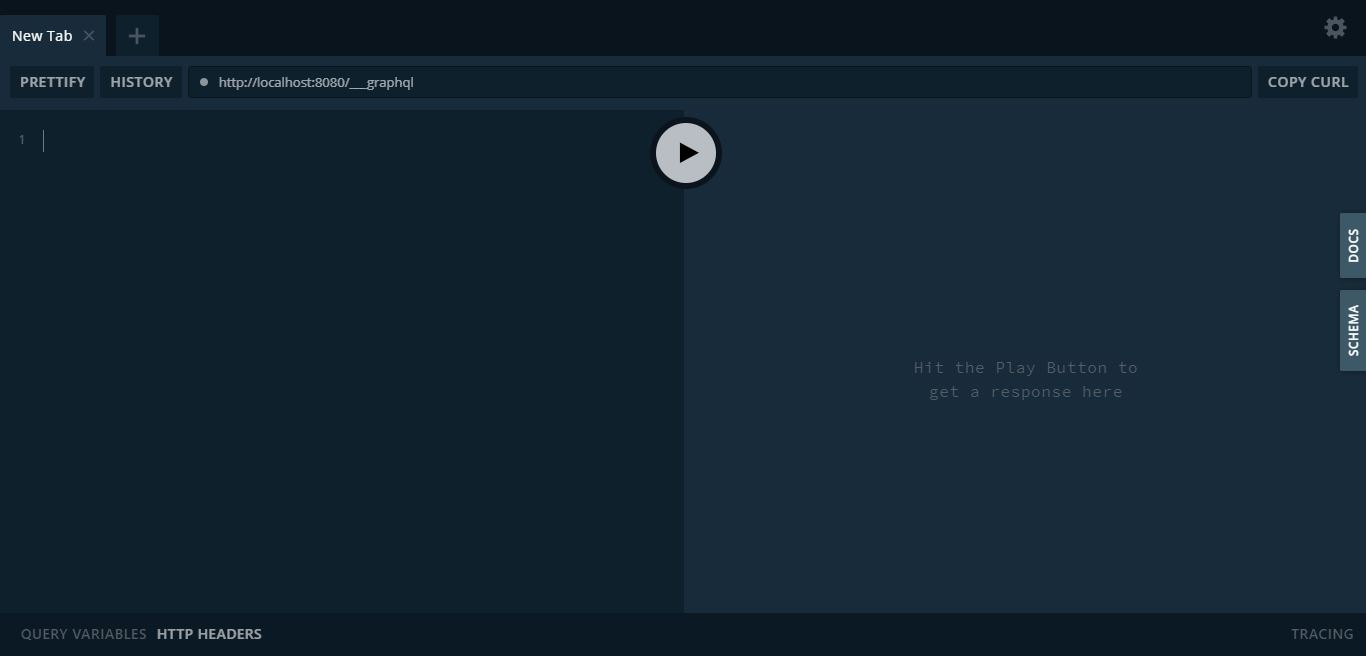 New Tab
PRETTIFY HISTORY http://localhost:8080/___graphql COPY CURL
1
DOCS
SCHEMA
Hit the Play Button to
get a response here
QUERY VARIABLES HTTP HEADERS TRACING